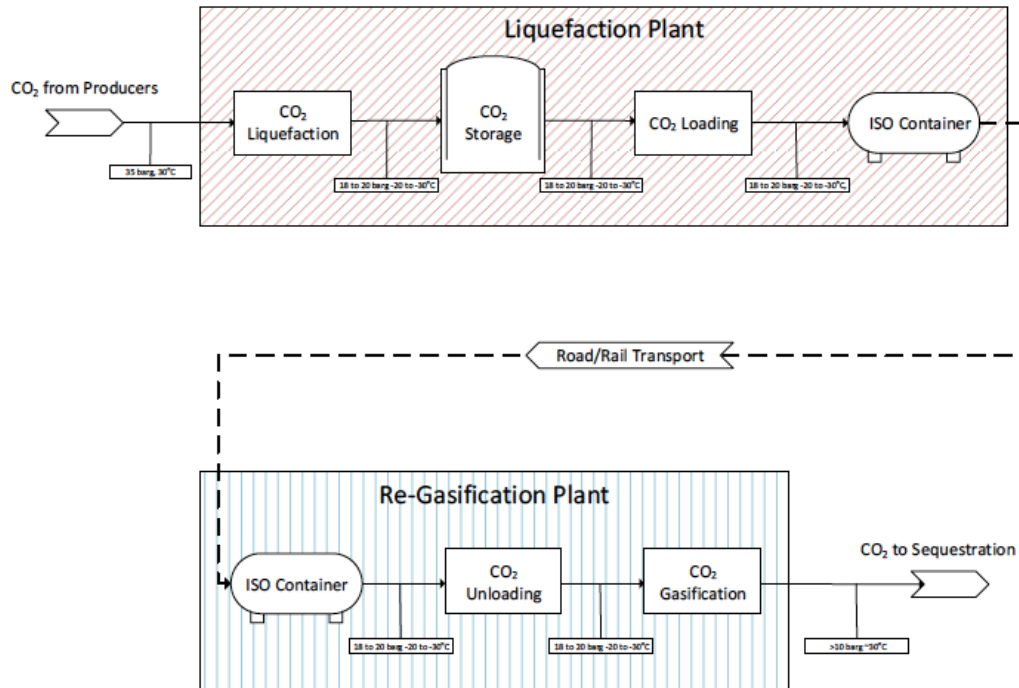 Liquefaction Plant
CO₂ from Producers
CO₂
Liquefaction
CO₂
Storage
CO₂ Loading
ISO Container
35 barg, 30°C
18 to 20 barg -20 to -30°C
18 to 20 barg -20 to -30°C
18 to 20 barg -20 to -30°C,
Road/Rail Transport
Re-Gasification Plant
ISO Container
CO₂
Unloading
CO₂
Gasification
CO₂ to Sequestration
18 to 20 barg -20 to -30°C
18 to 20 barg -20 to -30°C
>10 barg ~30°C